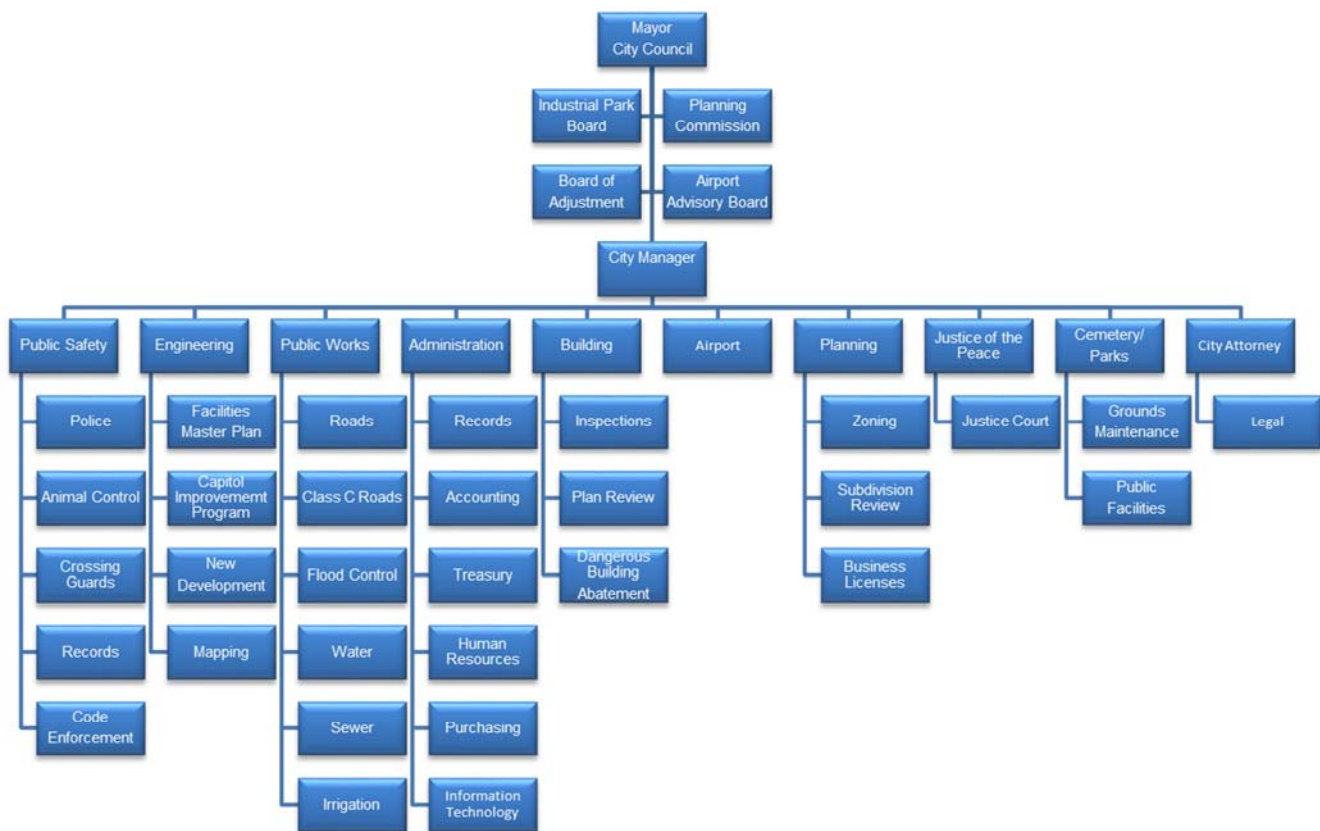 Mayor
City Council
Industrial Park
Board
Planning
Commission
Board of
Adjustment
Airport
Advisory Board
City Manager
Public Safety
Engineering
Public Works
Administration
Building
Airport
Planning
Justice of the
Peace
Cemetery/
Parks
City Attorney
Police
Animal Control
Crossing
Guards
Records
Code
Enforcement
Facilities
Master Plan
Capitol
Improvememt
Program
New
Development
Mapping
Roads
Class C Roads
Flood Control
Water
Sewer
Irrigation
Records
Accounting
Treasury
Human
Resources
Purchasing
Information
Technology
Inspections
Plan Review
Dangerous
Building
Abatement
Zoning
Subdivision
Review
Business
Licenses
Justice Court
Grounds
Maintenance
Public
Facilities
Legal